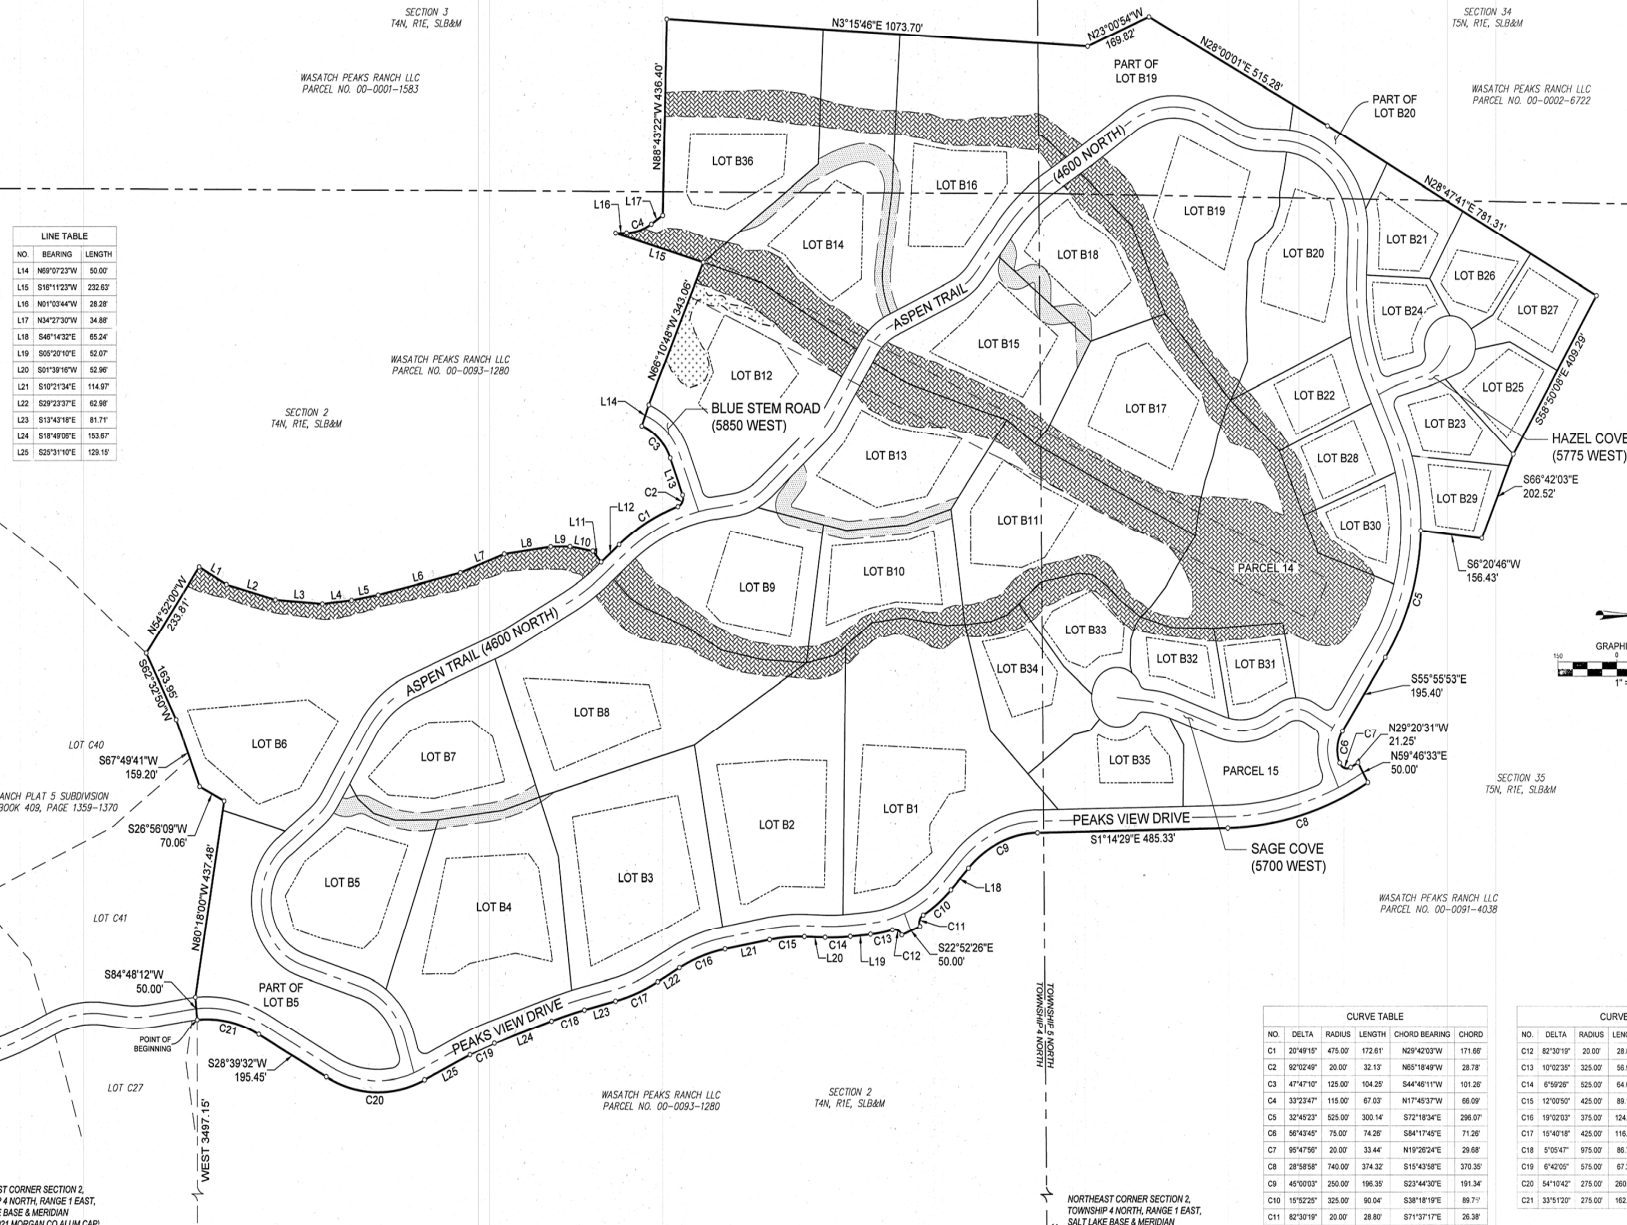 SECTION 3
T4N, R1E, SLB&M
SECTION 34
T5N, R1E, SLB&M
WASATCH PEAKS RANCH LLC
PARCEL NO. 00-0001-1583
WASATCH PEAKS RANCH LLC
PARCEL NO. 00-0002-6722
N3°15'46"E 1073.70'
N23°00'54"W
169.82'
N28°00'01"E 515.28'
N28°47'41"E 781.31'
N88°43'22"W 436.40'
PART OF
LOT B19
PART OF
LOT B20
(4600 NORTH)
LOT B36
LOT B16
LOT B14
LOT B18
LOT B19
LOT B20
LOT B21
LOT B26
LOT B27
LOT B24
LOT B25
L16
L17
C4
L15
LINE TABLE
NO. BEARING LENGTH
L14 N69°07'23"W 50.00'
L15 S16°11'23"W 232.63'
L16 N01°03'44"W 28.28'
L17 N34°27'30"W 34.88'
L18 S46°14'32"E 65.24'
L19 S05°20'10"E 52.07'
L20 S01°39'16"W 52.96'
L21 S10°21'34"E 114.97'
L22 S29°23'37"E 62.98'
L23 S13°43'18"E 81.71'
L24 S18°49'06"E 153.67'
L25 S25°31'10"E 129.15'
WASATCH PEAKS RANCH LLC
PARCEL NO. 00-0093-1280
SECTION 2
T4N, R1E, SLB&M
N66°10'48"W 343.06'
ASPEN TRAIL
LOT B15
LOT B12
LOT B17
LOT B22
LOT B23
S58°50'08"E 409.29'
L14
BLUE STEM ROAD
(5850 WEST)
C3
L13
C2
LOT B13
LOT B28
LOT B29
LOT B30
HAZEL COVE
(5775 WEST)
S66°42'03"E
202.52'
S6°20'46"W
156.43'
L11
L12
C1
LOT B11
LOT B10
LOT B9
PARCEL 14
C5
L1
L2
L3
L4
L5
L6
L7
L8
L9
L10
N54°52'00"W
233.81'
163.95'
S62°32'50"W
ASPEN TRAIL (4600 NORTH)
LOT B33
LOT B34
LOT B32
LOT B31
S55°55'53"E
195.40'
150
0
1" =
LOT C40
S67°49'41"W
159.20'
LOT B6
LOT B7
LOT B8
LOT B35
PARCEL 15
C6
C7
N29°20'31"W
21.25'
N59°46'33"E
50.00'
SECTION 35
T5N, R1E, SLB&M
ANCH PLAT 5 SUBDIVISION
BOOK 409, PAGE 1359-1370
S26°56'09"W
70.06'
LOT B2
LOT B1
PEAKS VIEW DRIVE
S1°14'29"E 485.33'
C8
C9
SAGE COVE
(5700 WEST)
LOT B5
LOT B3
LOT B4
L18
C10
C11
S22°52'26"E
50.00'
WASATCH PEAKS RANCH LLC
PARCEL NO. 00-0091-4038
LOT C41
N80°18'00"W 437.48'
S84°48'12"W
50.00'
PART OF
LOT B5
C12
C13
L19
C14
L20
C15
L21
C16
L22
C17
L23
C18
L24
C19
L25
C20
C21
PEAKS VIEW DRIVE
POINT OF
BEGINNING
S28°39'32"W
195.45'
LOT C27
WEST 3497.15'
TOWNSHIP 5 NORTH
TOWNSHIP 4 NORTH
WASATCH PEAKS RANCH LLC
PARCEL NO. 00-0093-1280
SECTION 2
T4N, R1E, SLB&M
CURVE TABLE
NO. DELTA RADIUS LENGTH CHORD BEARING CHORD
C1 20°49'15" 475.00' 172.61' N29°42'03"W 171.66'
C2 92°02'49" 20.00' 32.13' N65°18'49"W 28.78'
C3 47°47'10" 125.00' 104.25' S44°46'11"W 101.26'
C4 33°23'47" 115.00' 67.03' N17°45'37"W 66.09'
C5 32°45'23" 525.00' 300.14' S72°18'34"E 296.07'
C6 56°43'45" 75.00' 74.26' S84°17'45"E 71.26'
C7 95°47'56" 20.00' 33.44' N19°26'24"E 29.68'
C8 28°58'58" 740.00' 374.32' S15°43'58"E 370.35'
C9 45°00'03" 250.00' 196.35' S23°44'30"E 191.34'
C10 15°52'25" 325.00' 90.04' S38°18'19"E
C11 82°30'19" 20.00' 28.80' S71°37'17"E 26.38'
CURVE
NO. DELTA RADIUS
C12 82°30'19" 20.00'
C13 10°02'35" 325.00'
C14 6°59'26" 525.00'
C15 12°00'50" 425.00'
C16 19°02'03" 375.00'
C17 15°40'18" 425.00'
C18 5°05'47" 975.00'
C19 6°42'05" 575.00'
C20 54°10'42" 275.00'
C21 33°51'20" 275.00'
ST CORNER SECTION 2,
4 NORTH, RANGE 1 EAST,
BASE & MERIDIAN
NORTHEAST CORNER SECTION 2,
TOWNSHIP 4 NORTH, RANGE 1 EAST,
SALT LAKE BASE & MERIDIAN